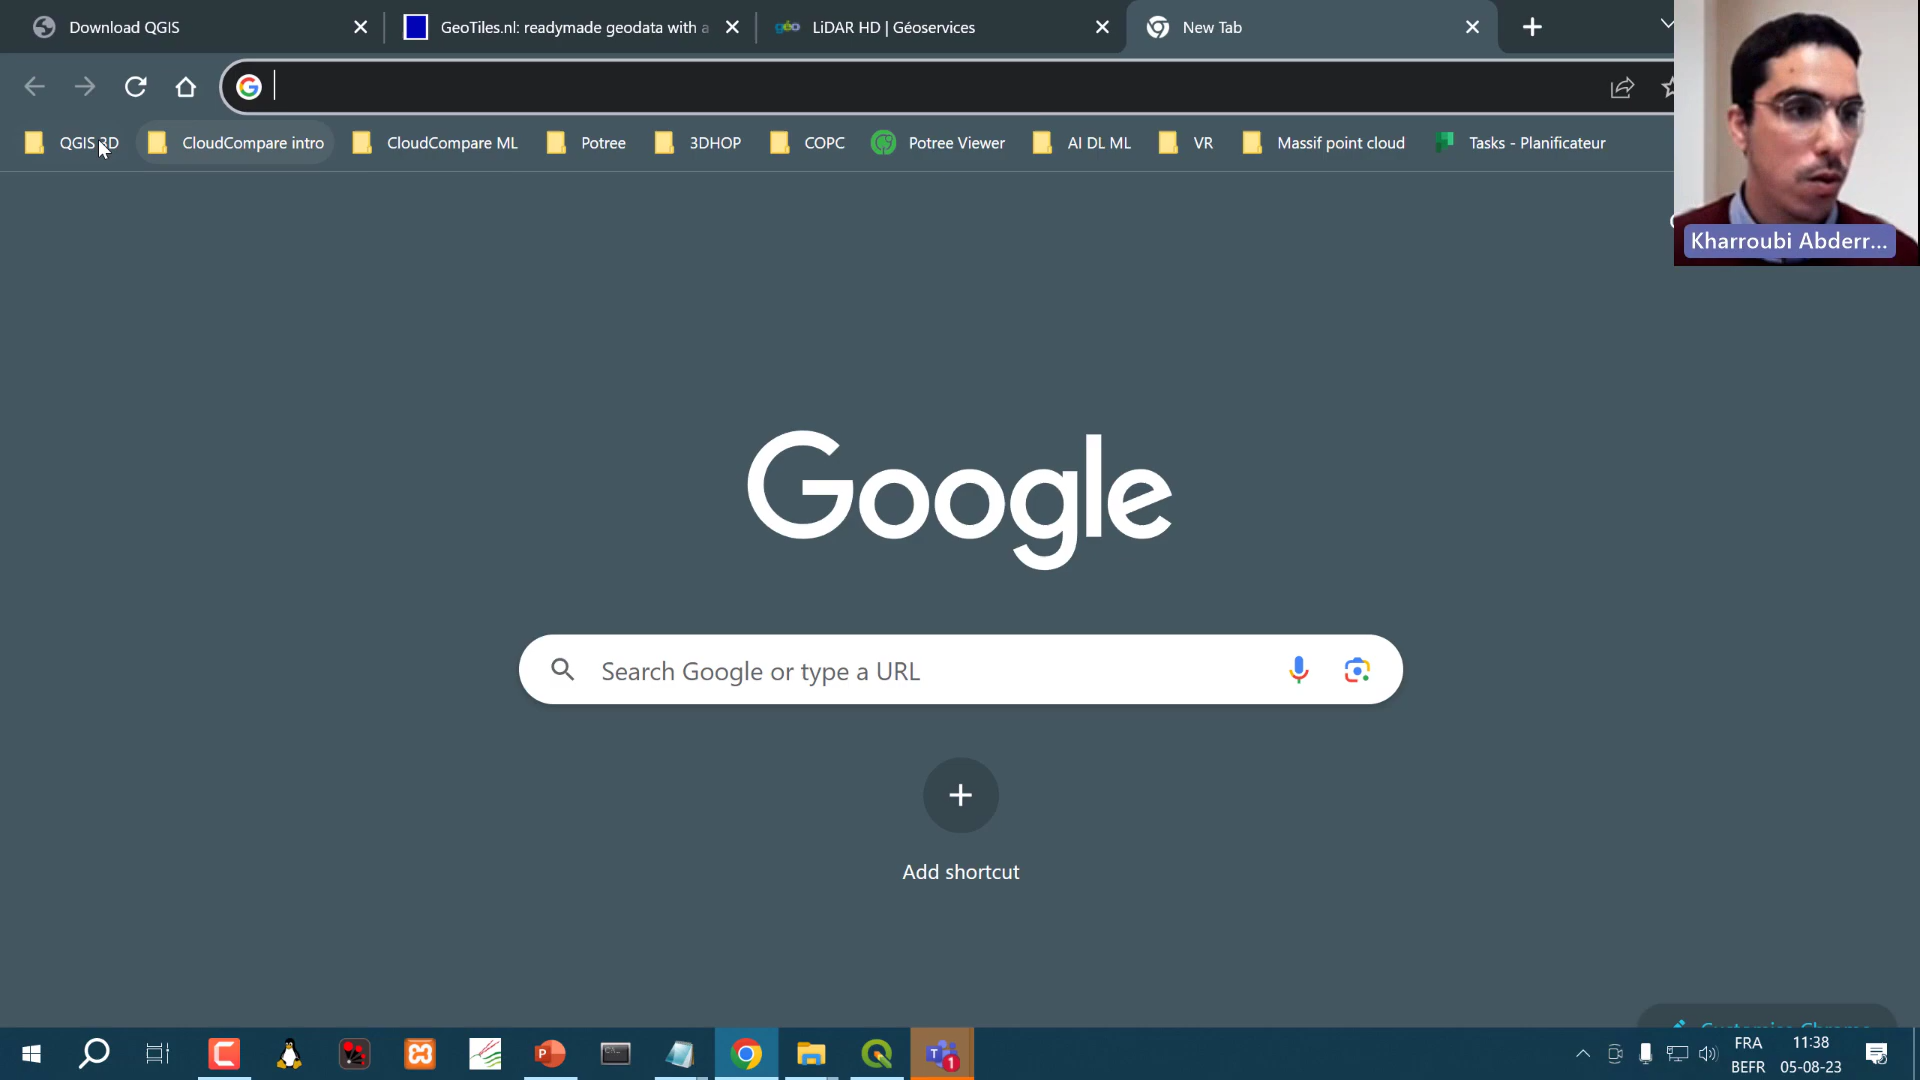 Download QGIS
GeoTiles.nl: readymade geodata with a
LiDAR HD | Géoservices
New Tab
QGIS 3D
CloudCompare intro
CloudCompare ML
Potree
3DHOP
COPC
Potree Viewer
AI DL ML
VR
Massif point cloud
Tasks - Planificateur
Kharroubi Abderr...
Google
Search Google or type a URL
Add shortcut
Customise Chrome
FRA
BEFR
11:38
05-08-23